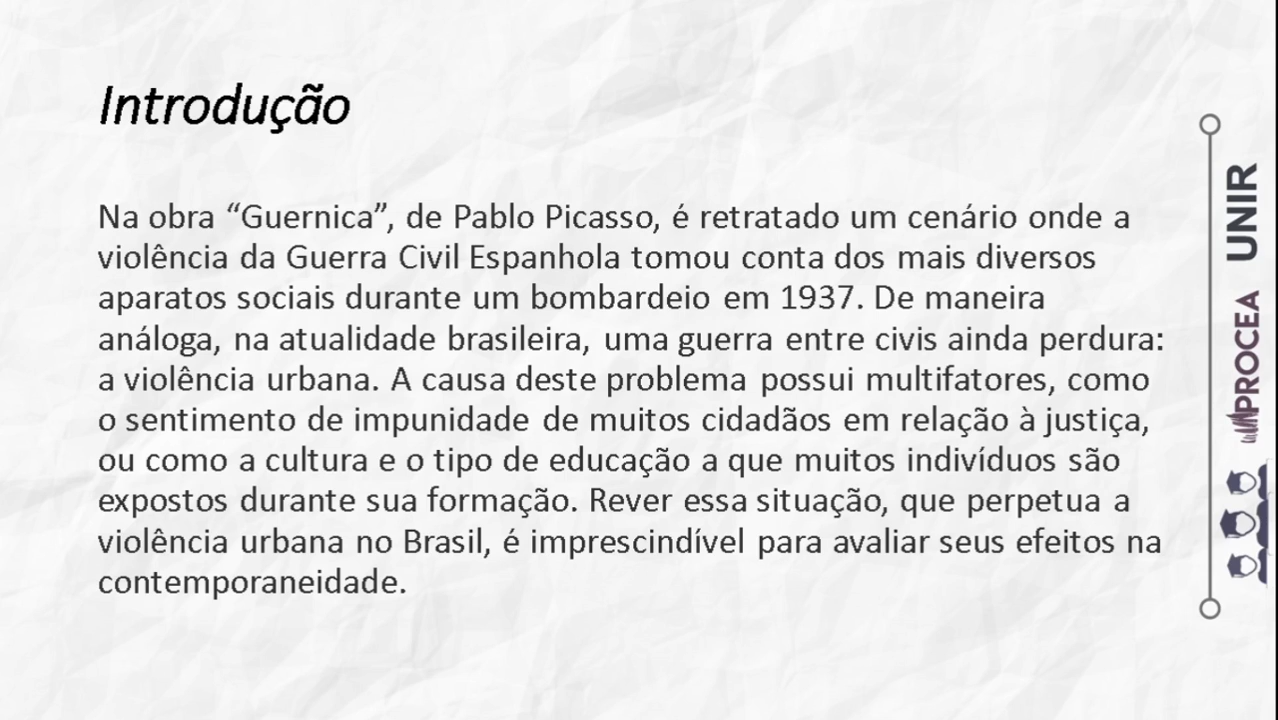 Introdução
Na obra “Guernica”, de Pablo Picasso, é retratado um cenário onde a
violência da Guerra Civil Espanhola tomou conta dos mais diversos
aparatos sociais durante um bombardeio em 1937. De maneira
análoga, na atualidade brasileira, uma guerra entre civis ainda perdura:
a violência urbana. A causa deste problema possui multifatores, como
o sentimento de impunidade de muitos cidadãos em relação à justiça,
ou como a cultura e o tipo de educação a que muitos indivíduos são
expostos durante sua formação. Rever essa situação, que perpetua a
violência urbana no Brasil, é imprescindível para avaliar seus efeitos na
contemporaneidade.
UNIR
PROCEA